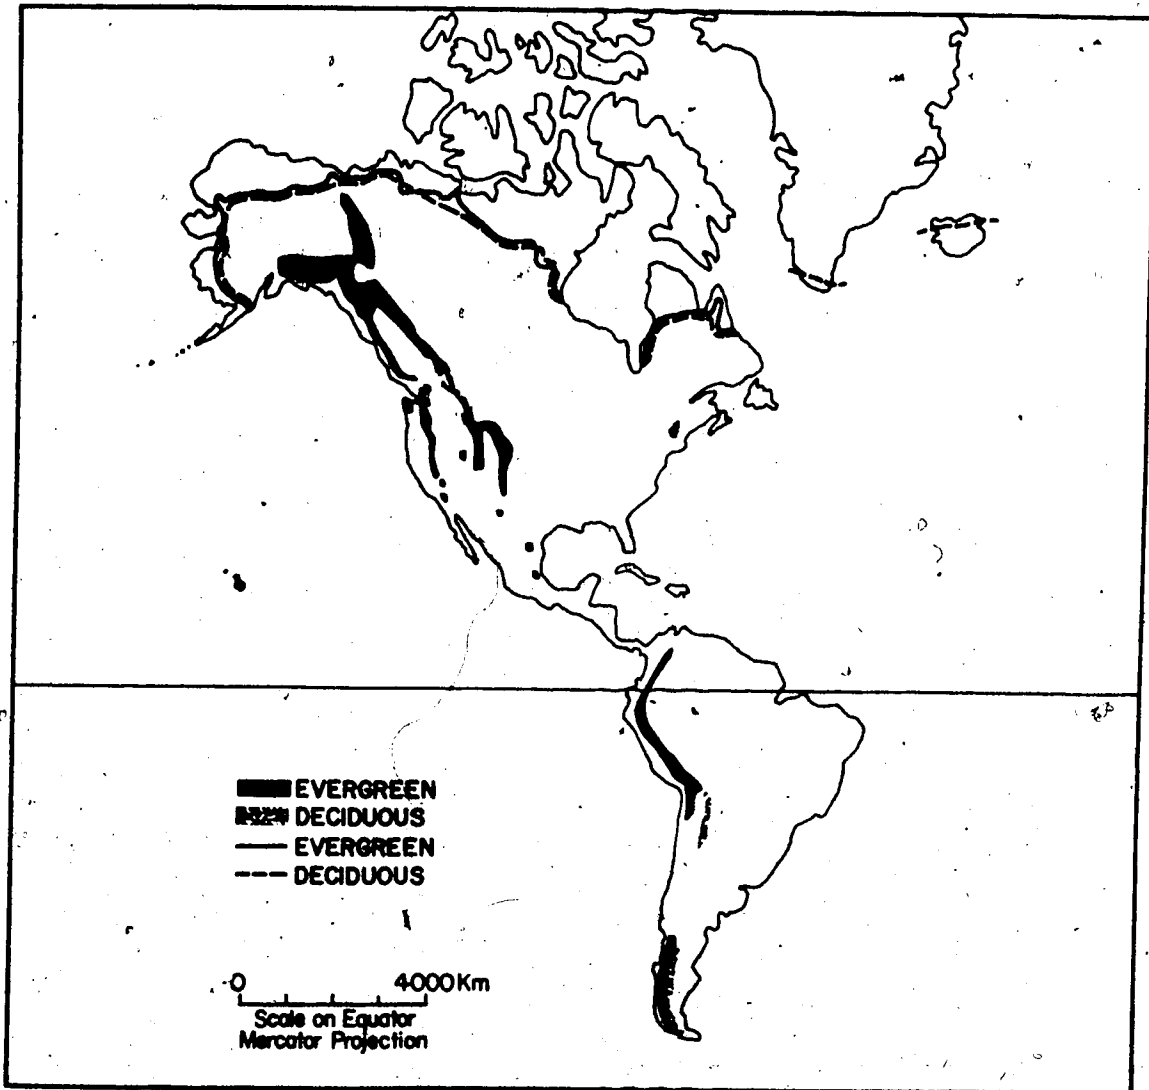 EVERGREEN
DECIDUOUS
EVERGREEN
DECIDUOUS
0 4000Km
Scale on Equator
Mercator Projection